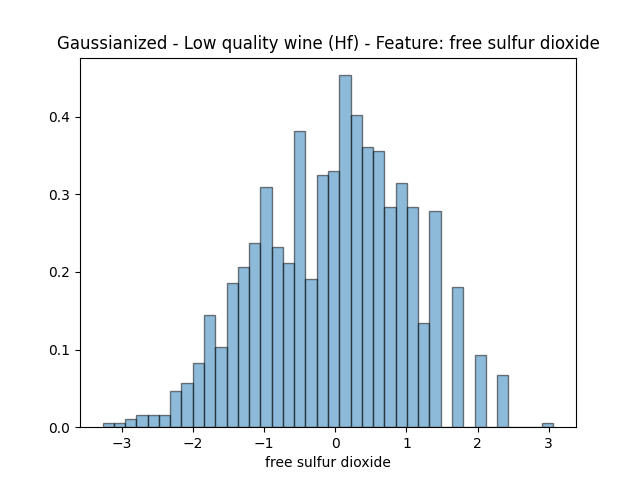 Gaussianized - Low quality wine (Hf) - Feature: free sulfur dioxide
0.4
0.3
0.2
0.1
0.0
−3 −2 −1 0 1 2 3
free sulfur dioxide